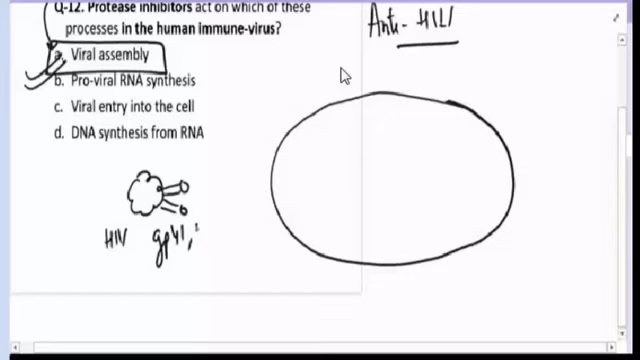 Q-12. Protease inhibitors act on which of these
processes in the human immune-virus?
a. Viral assembly
b. Pro-viral RNA synthesis
c. Viral entry into the cell
d. DNA synthesis from RNA
Anti-HIV
HIV gp41,